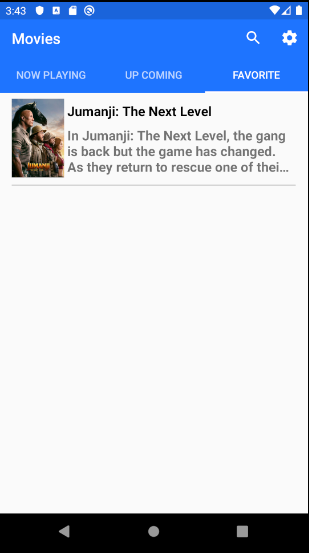 3:43
Movies
NOW PLAYING UP COMING FAVORITE
Jumanji: The Next Level
In Jumanji: The Next Level, the gang
is back but the game has changed.
As they return to rescue one of thei...
JUMANJI